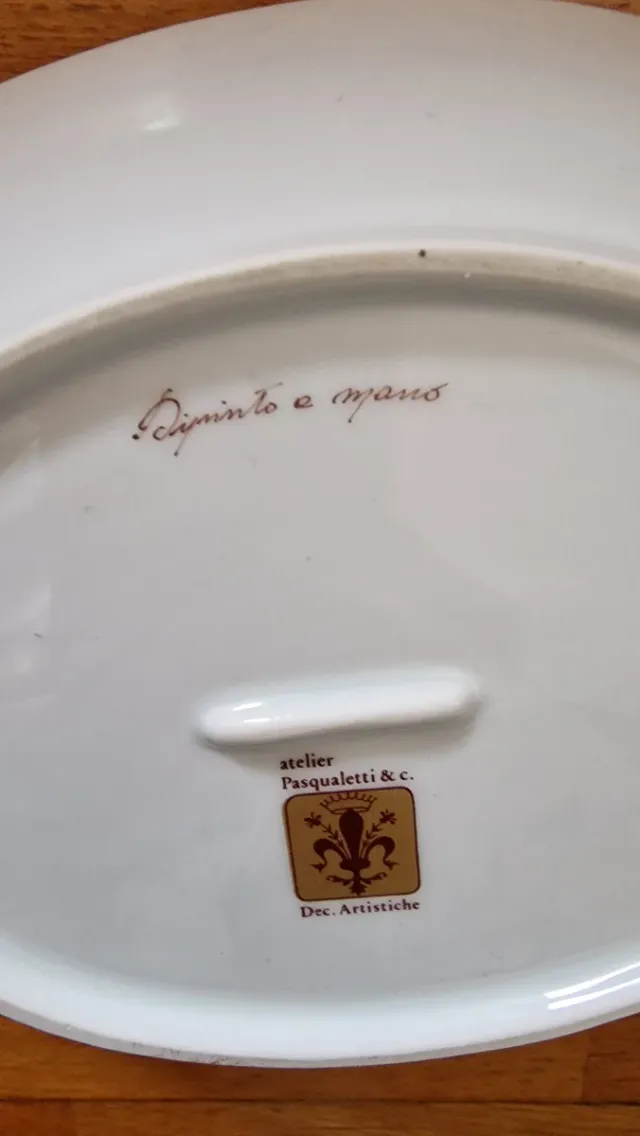 Dipinto a mano
atelier
Pasqualetti & c.
Dec. Artistiche